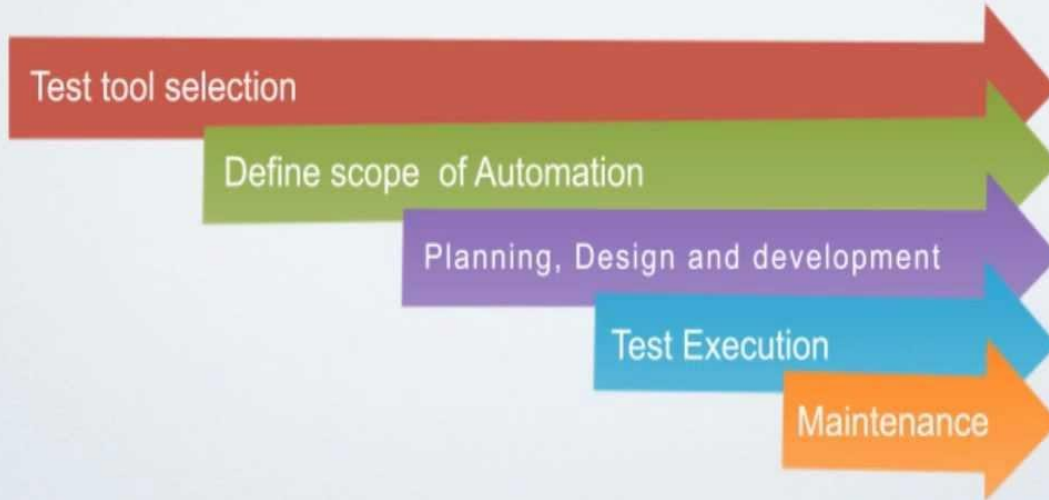 Test tool selection
Define scope of Automation
Planning, Design and development
Test Execution
Maintenance